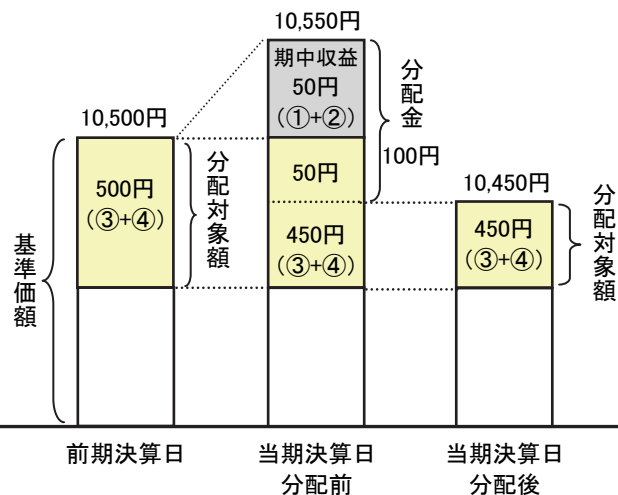 10,550円
期中収益
50円
(①+②)
分配金
100円
10,500円
500円
(③+④)
分配対象額
基準価額
50円
450円
(③+④)
10,450円
450円
(③+④)
分配対象額
前期決算日
当期決算日
分配前
当期決算日
分配後